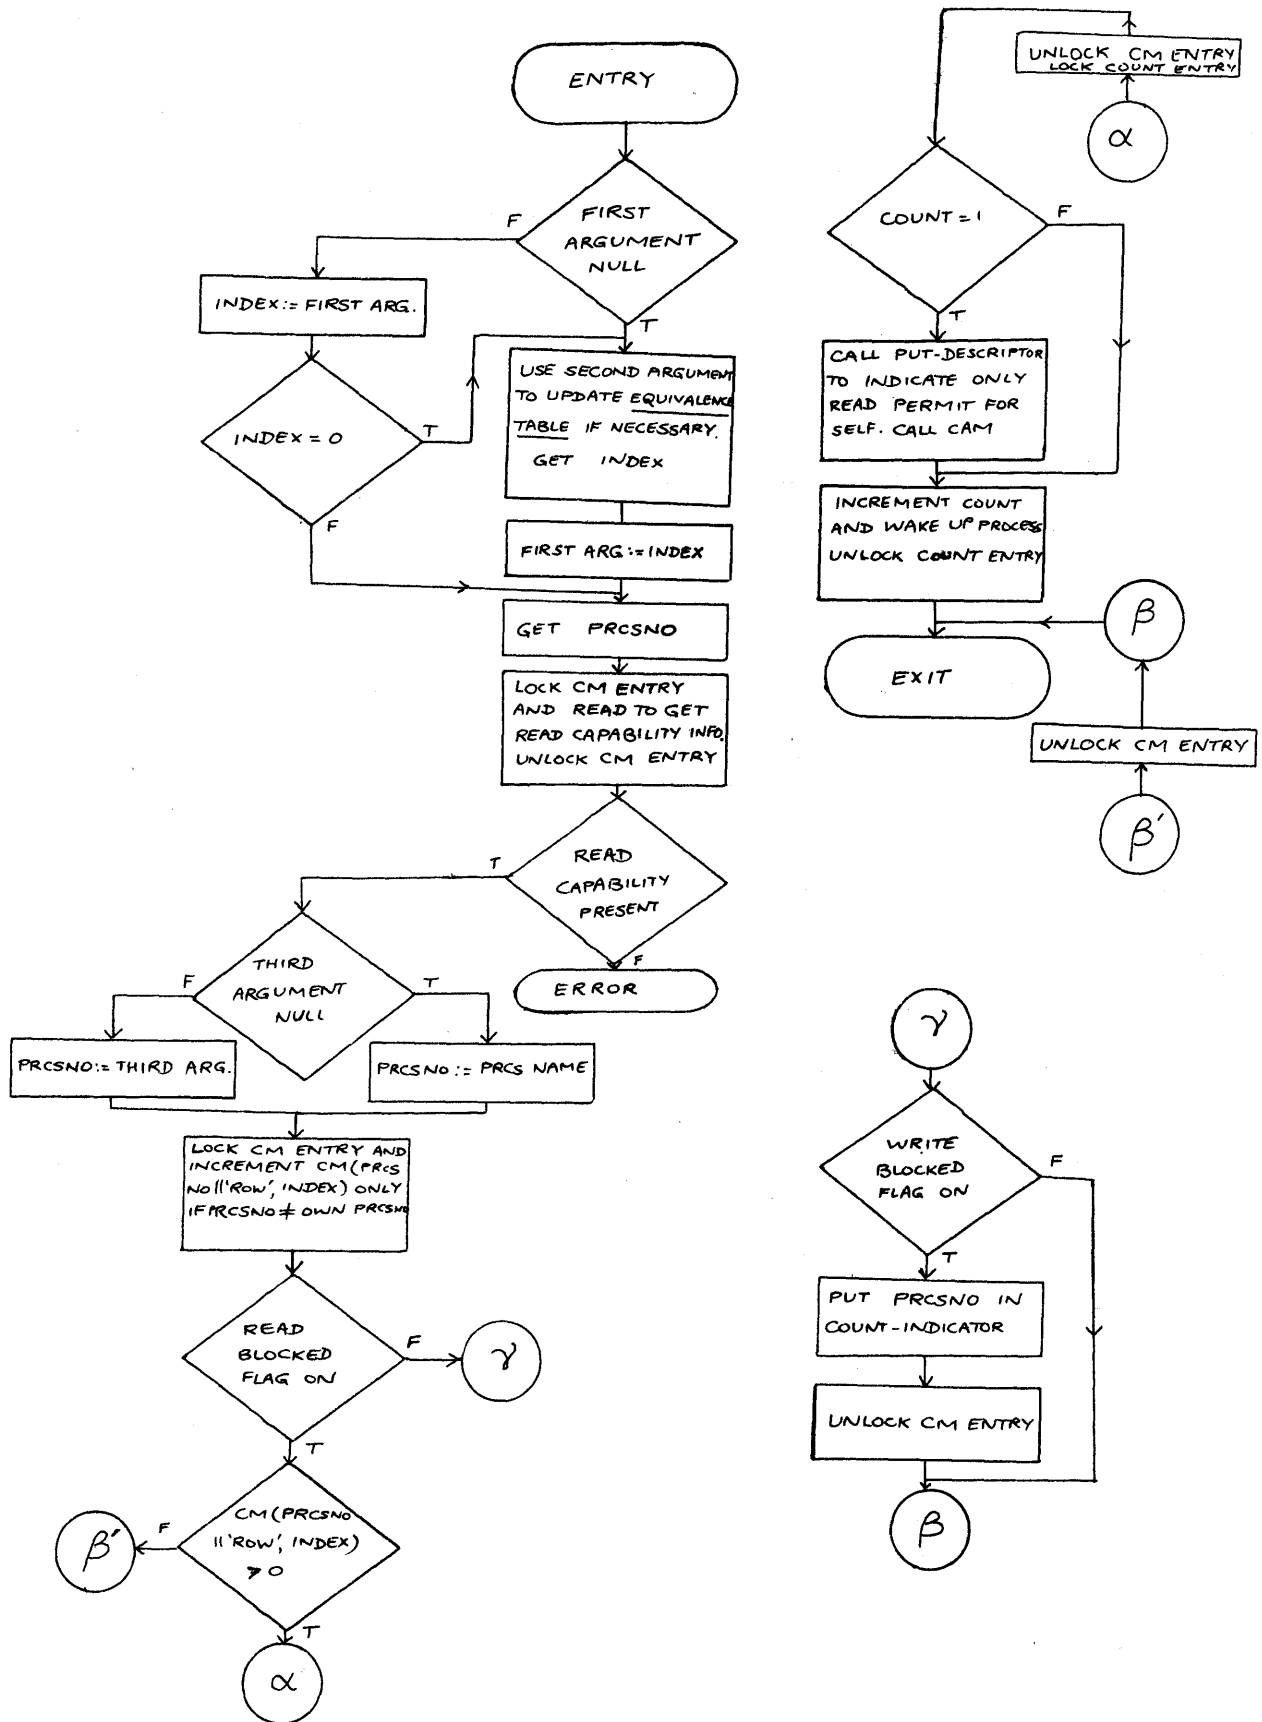 ENTRY
FIRST
ARGUMENT
NULL
F
T
INDEX:= FIRST ARG.
INDEX = 0
T
F
USE SECOND ARGUMENT
TO UPDATE EQUIVALENCE
TABLE IF NECESSARY.
GET INDEX
FIRST ARG:= INDEX
GET PRCSNO
LOCK CM ENTRY
AND READ TO GET
READ CAPABILITY INFO.
UNLOCK CM ENTRY
READ
CAPABILITY
PRESENT
T
F
ERROR
THIRD
ARGUMENT
NULL
F
T
PRCSNO:= THIRD ARG.
PRCSNO := PRCS NAME
LOCK CM ENTRY AND
INCREMENT CM(PRCS
NO||'ROW', INDEX) ONLY
IF PRCSNO ≠ OWN PRCSNO
READ
BLOCKED
FLAG ON
F
γ
T
CM(PRCSNO
||'ROW', INDEX)
> 0
F
β'
T
α
UNLOCK CM ENTRY
LOCK COUNT ENTRY
α
COUNT = 1
F
T
CALL PUT-DESCRIPTOR
TO INDICATE ONLY
READ PERMIT FOR
SELF. CALL CAM
INCREMENT COUNT
AND WAKE UP PROCESS
UNLOCK COUNT ENTRY
β
EXIT
UNLOCK CM ENTRY
β'
γ
WRITE
BLOCKED
FLAG ON
F
T
PUT PRCSNO IN
COUNT-INDICATOR
UNLOCK CM ENTRY
β